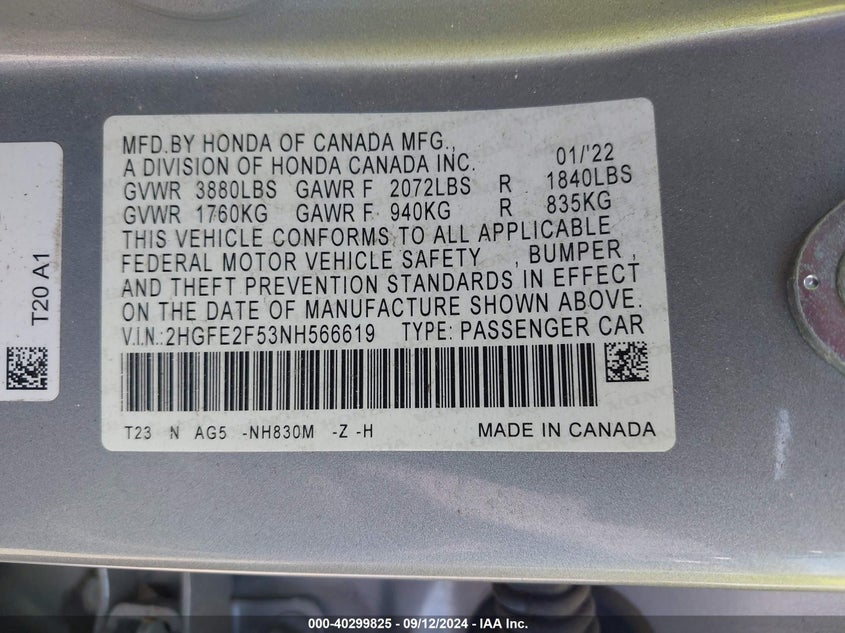 MFD.BY HONDA OF CANADA MFG.,
A DIVISION OF HONDA CANADA INC. 01/'22
GVWR 3880LBS GAWR F 2072LBS R 1840LBS
GVWR 1760KG GAWR F 940KG R 835KG
THIS VEHICLE CONFORMS TO ALL APPLICABLE
FEDERAL MOTOR VEHICLE SAFETY , BUMPER ,
AND THEFT PREVENTION STANDARDS IN EFFECT
ON THE DATE OF MANUFACTURE SHOWN ABOVE.
V.I.N.:2HGFE2F53NH566619 TYPE: PASSENGER CAR
T23 N AG5 -NH830M -Z -H MADE IN CANADA
T20 A1
000-40299825 - 09/12/2024 - IAA Inc.